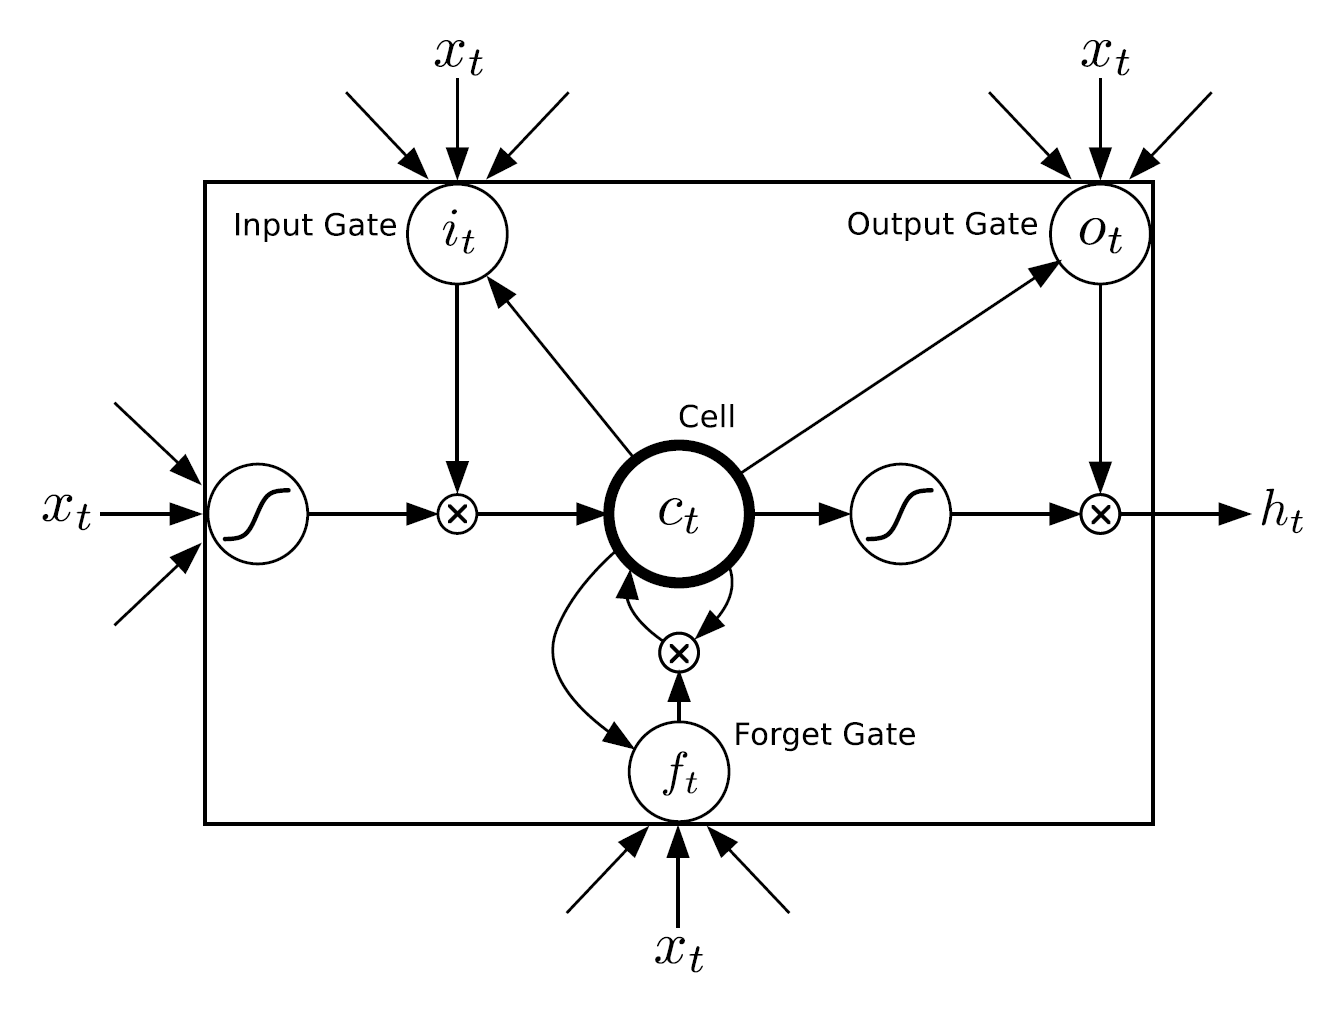 x_t
x_t
Input Gate
i_t
Output Gate
o_t
Cell
x_t
c_t
h_t
Forget Gate
f_t
x_t